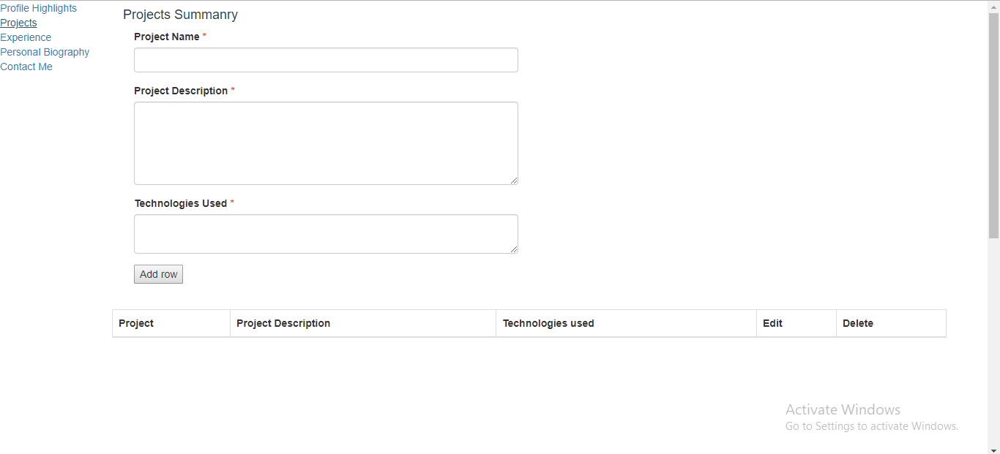 Profile Highlights
Projects
Experience
Personal Biography
Contact Me
Projects Summanry
Project Name *
Project Description *
Technologies Used *
Add row
Project Project Description Technologies used Edit Delete
Activate Windows
Go to Settings to activate Windows.